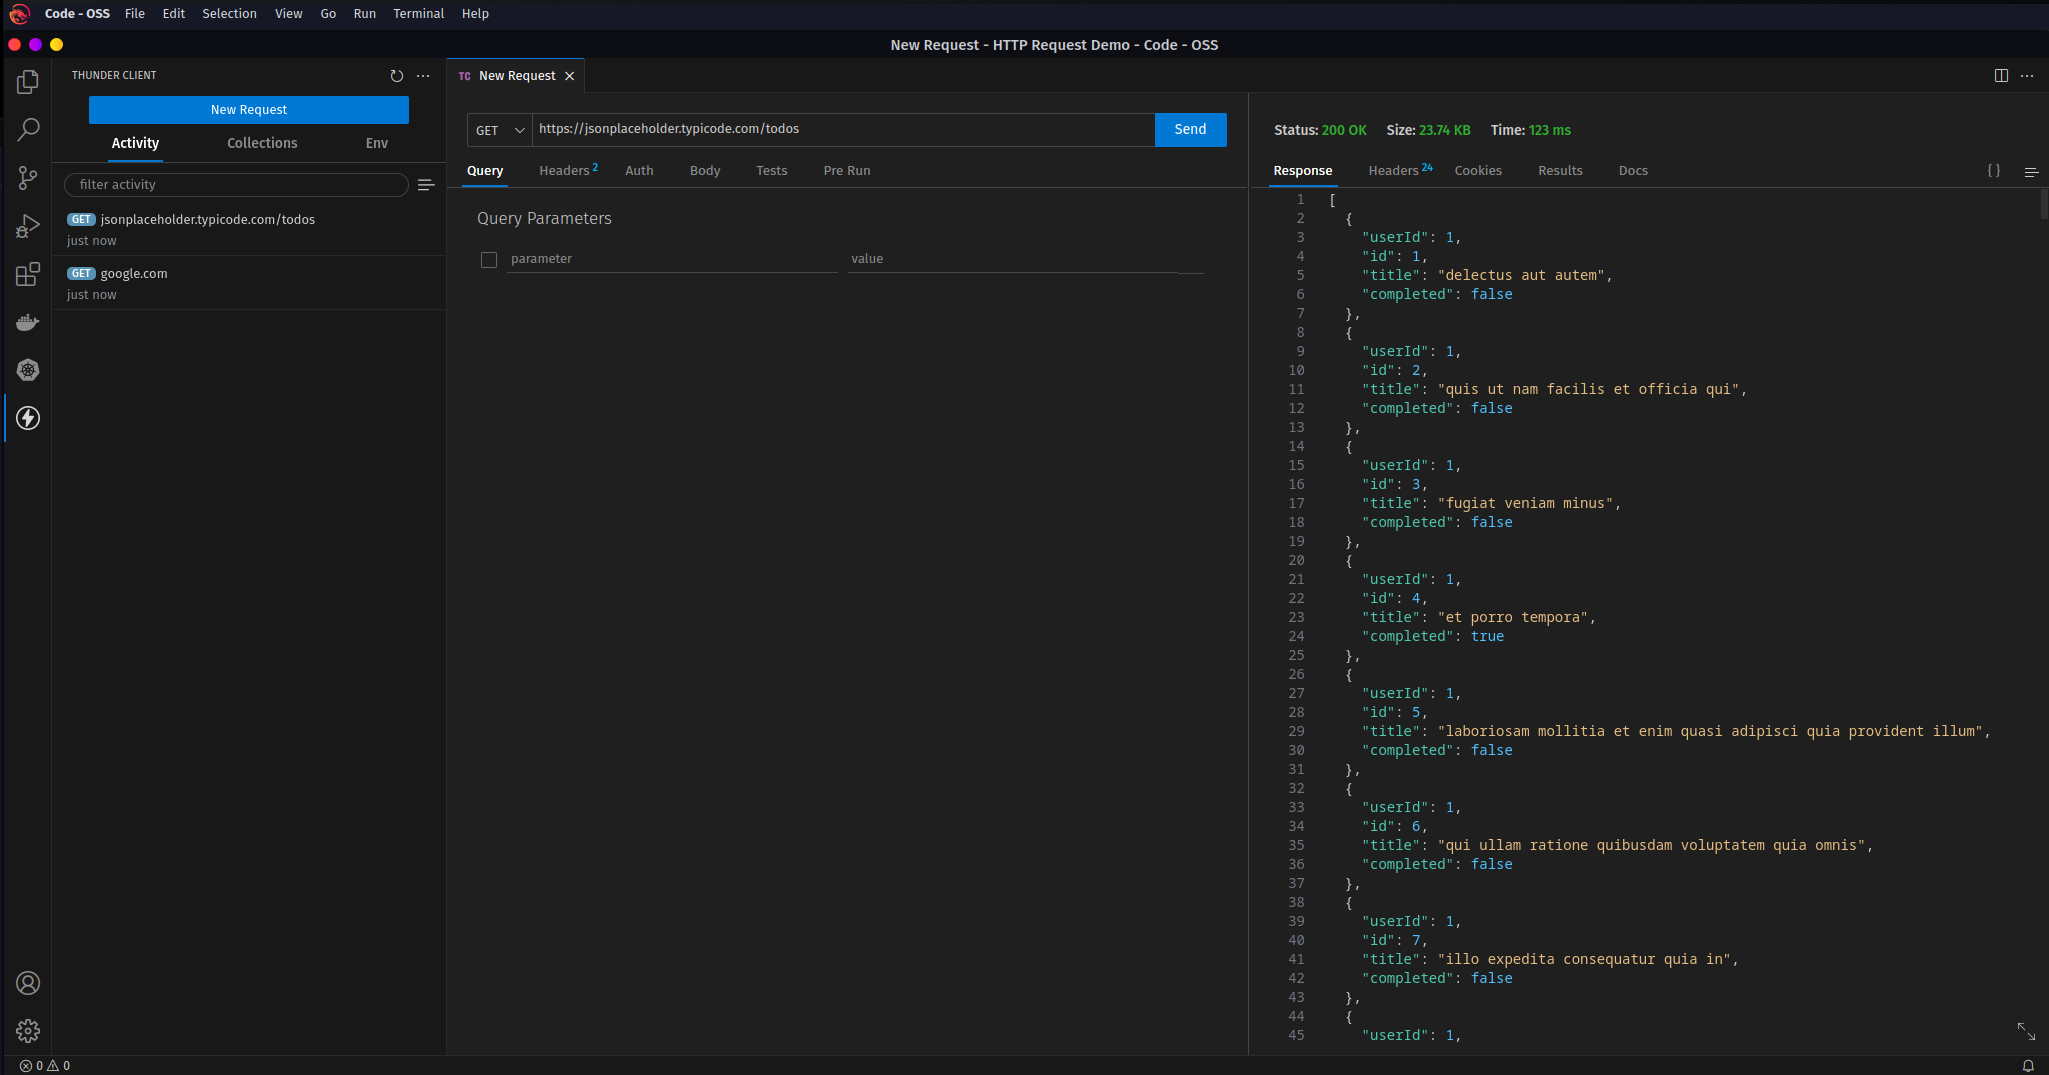 Code - OSS File Edit Selection View Go Run Terminal Help
New Request - HTTP Request Demo - Code - OSS
THUNDER CLIENT
New Request
Activity Collections Env
filter activity
GET jsonplaceholder.typicode.com/todos
just now
GET google.com
just now
TC New Request
GET https://jsonplaceholder.typicode.com/todos Send
Query Headers 2 Auth Body Tests Pre Run
Query Parameters
parameter value
Status: 200 OK Size: 23.74 KB Time: 123 ms
Response Headers 24 Cookies Results Docs { }
1 [
2 {
3 "userId": 1,
4 "id": 1,
5 "title": "delectus aut autem",
6 "completed": false
7 },
8 {
9 "userId": 1,
10 "id": 2,
11 "title": "quis ut nam facilis et officia qui",
12 "completed": false
13 },
14 {
15 "userId": 1,
16 "id": 3,
17 "title": "fugiat veniam minus",
18 "completed": false
19 },
20 {
21 "userId": 1,
22 "id": 4,
23 "title": "et porro tempora",
24 "completed": true
25 },
26 {
27 "userId": 1,
28 "id": 5,
29 "title": "laboriosam mollitia et enim quasi adipisci quia provident illum",
30 "completed": false
31 },
32 {
33 "userId": 1,
34 "id": 6,
35 "title": "qui ullam ratione quibusdam voluptatem quia omnis",
36 "completed": false
37 },
38 {
39 "userId": 1,
40 "id": 7,
41 "title": "illo expedita consequatur quia in",
42 "completed": false
43 },
44 {
45 "userId": 1,
0 0